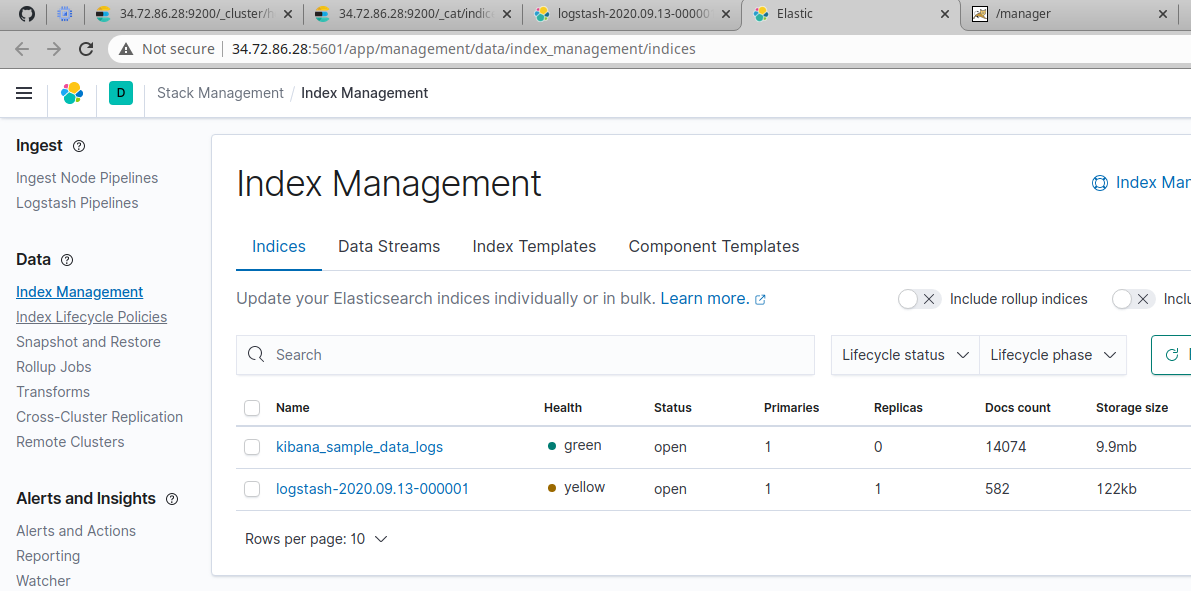 34.72.86.28:9200/_cluster/h
34.72.86.28:9200/_cat/indic
logstash-2020.09.13-00000
Elastic
/manager
Not secure
34.72.86.28:5601/app/management/data/index_management/indices
D
Stack Management / Index Management
Ingest
Ingest Node Pipelines
Logstash Pipelines
Data
Index Management
Index Lifecycle Policies
Snapshot and Restore
Rollup Jobs
Transforms
Cross-Cluster Replication
Remote Clusters
Alerts and Insights
Alerts and Actions
Reporting
Watcher
Index Management
Index Mar
Indices Data Streams Index Templates Component Templates
Update your Elasticsearch indices individually or in bulk. Learn more.
Include rollup indices
Inclu
Search
Lifecycle status
Lifecycle phase
Name Health Status Primaries Replicas Docs count Storage size
kibana_sample_data_logs green open 1 0 14074 9.9mb
logstash-2020.09.13-000001 yellow open 1 1 582 122kb
Rows per page: 10